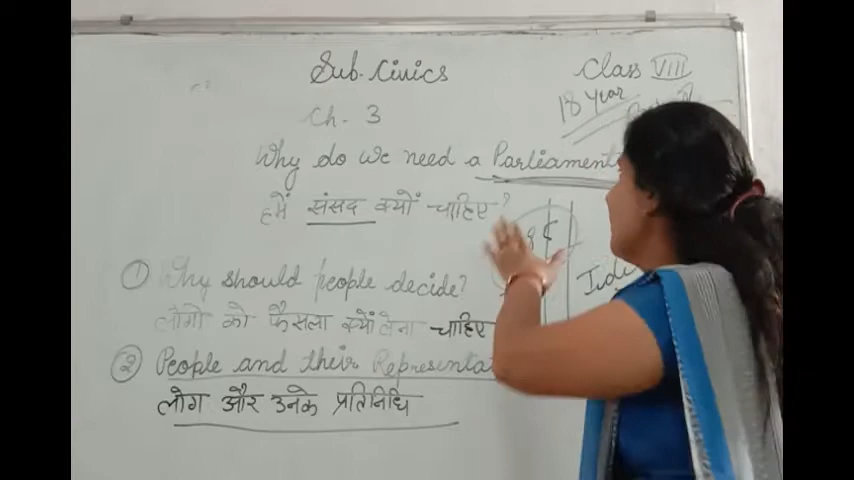 Sub- Civics
Class VIII
18 Year
Ch- 3
Why do we need a Parliament
हमें संसद क्यों चाहिए?
① Why should people decide?
लोगों को फैसला क्यों लेना चाहिए
② People and their Representa
लोग और उनके प्रतिनिधि